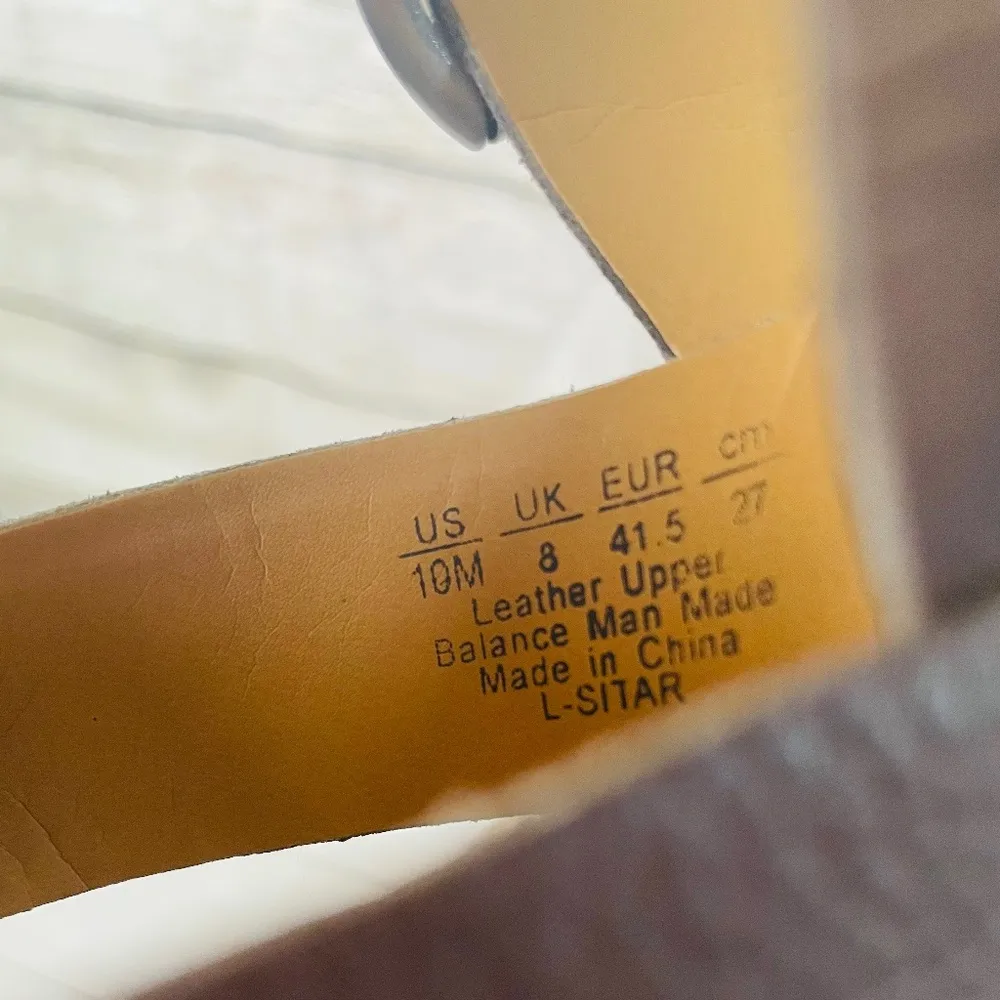 US UK EUR cm
10M 8 41.5 27
Leather Upper
Balance Man Made
Made in China
L-SITAR